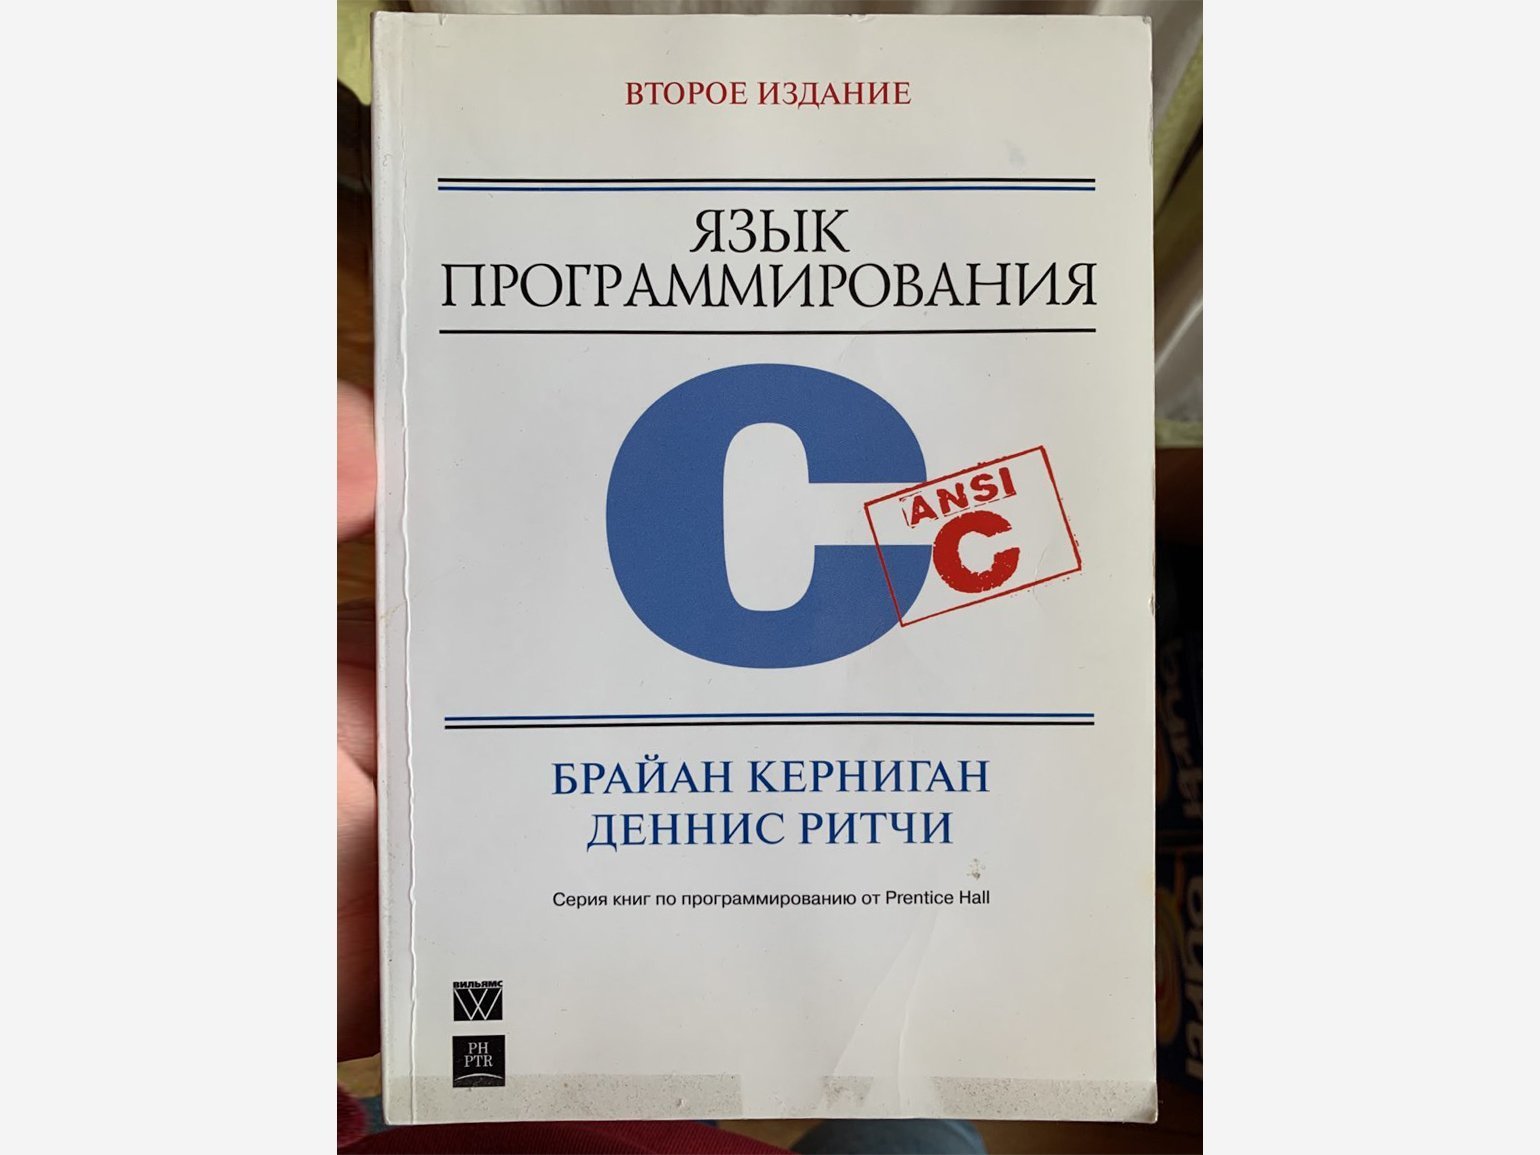 ВТОРОЕ ИЗДАНИЕ
ЯЗЫК
ПРОГРАММИРОВАНИЯ
C
ANSI
C
БРАЙАН КЕРНИГАН
ДЕННИС РИТЧИ
Серия книг по программированию от Prentice Hall
ВИЛЬЯМС
W
PH
PTR